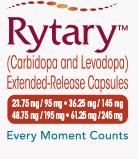 Rytary™
(Carbidopa and Levodopa)
Extended-Release Capsules
23.75 mg / 95 mg • 36.25 mg / 145 mg
48.75 mg / 195 mg • 61.25 mg / 245 mg
Every Moment Counts